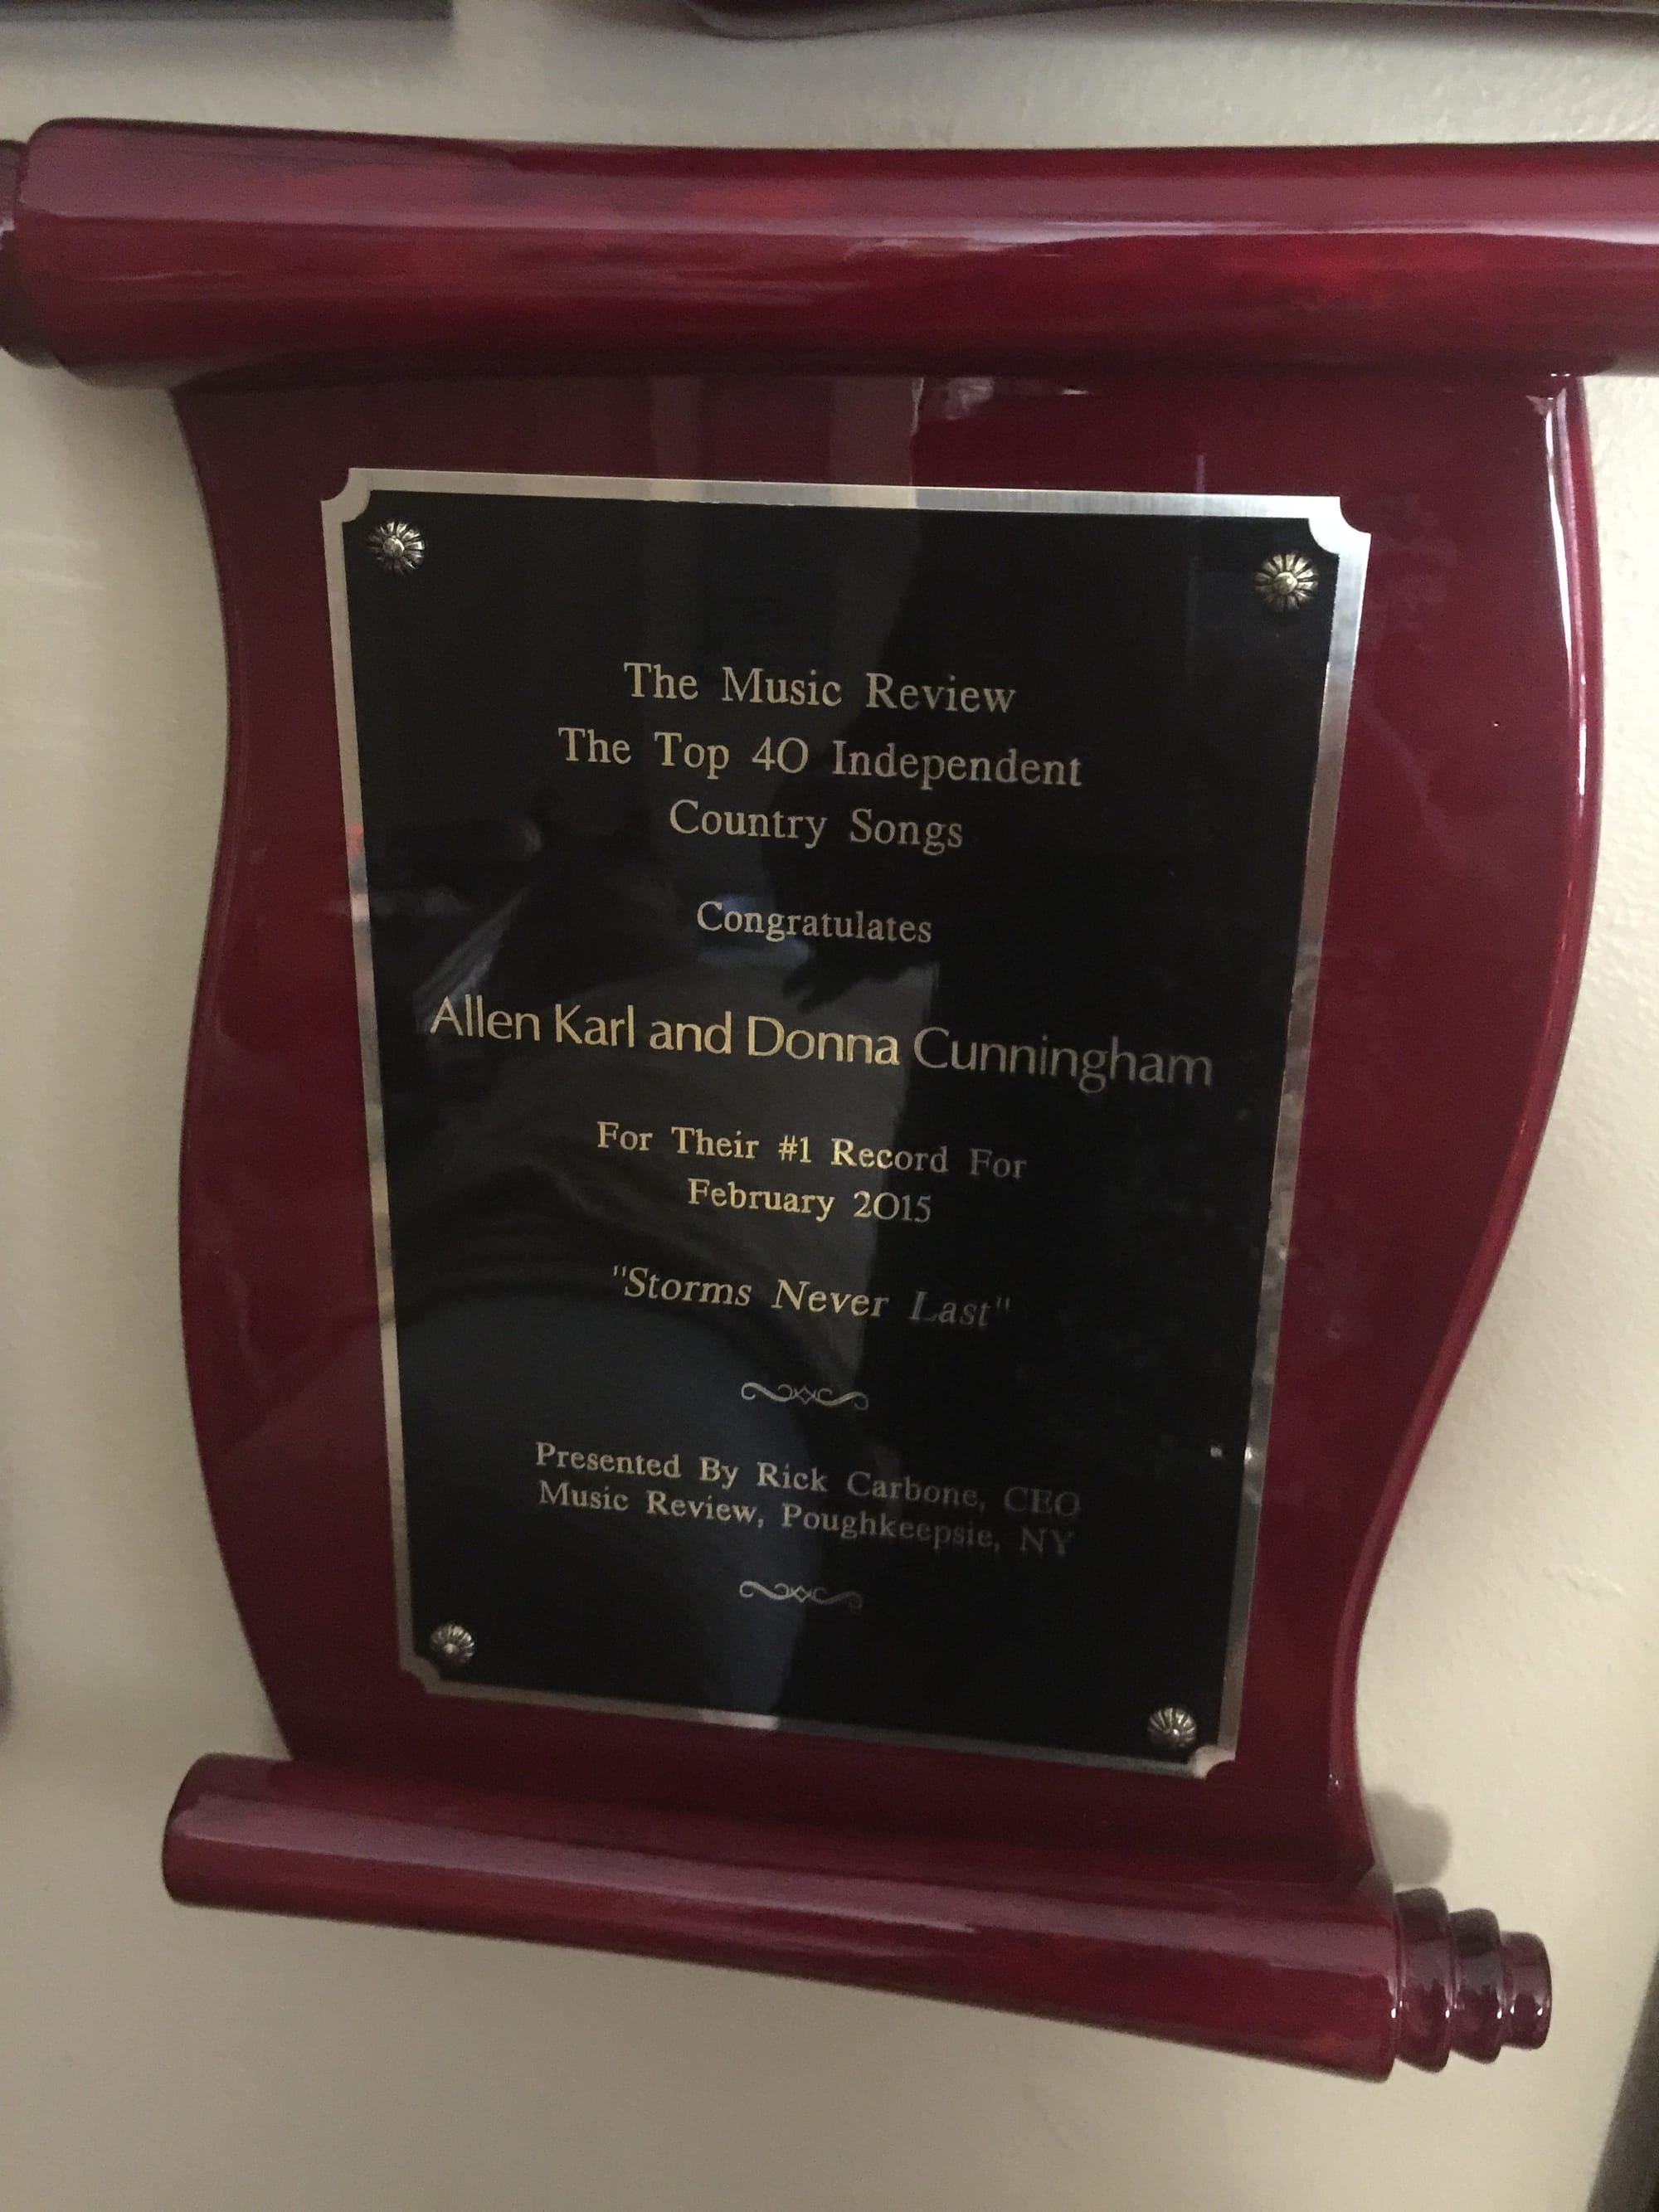 The Music Review
The Top 40 Independent
Country Songs
Congratulates
Allen Karl and Donna Cunningham
For Their #1 Record For
February 2015
"Storms Never Last"
Presented By Rick Carbone, CEO
Music Review, Poughkeepsie, NY